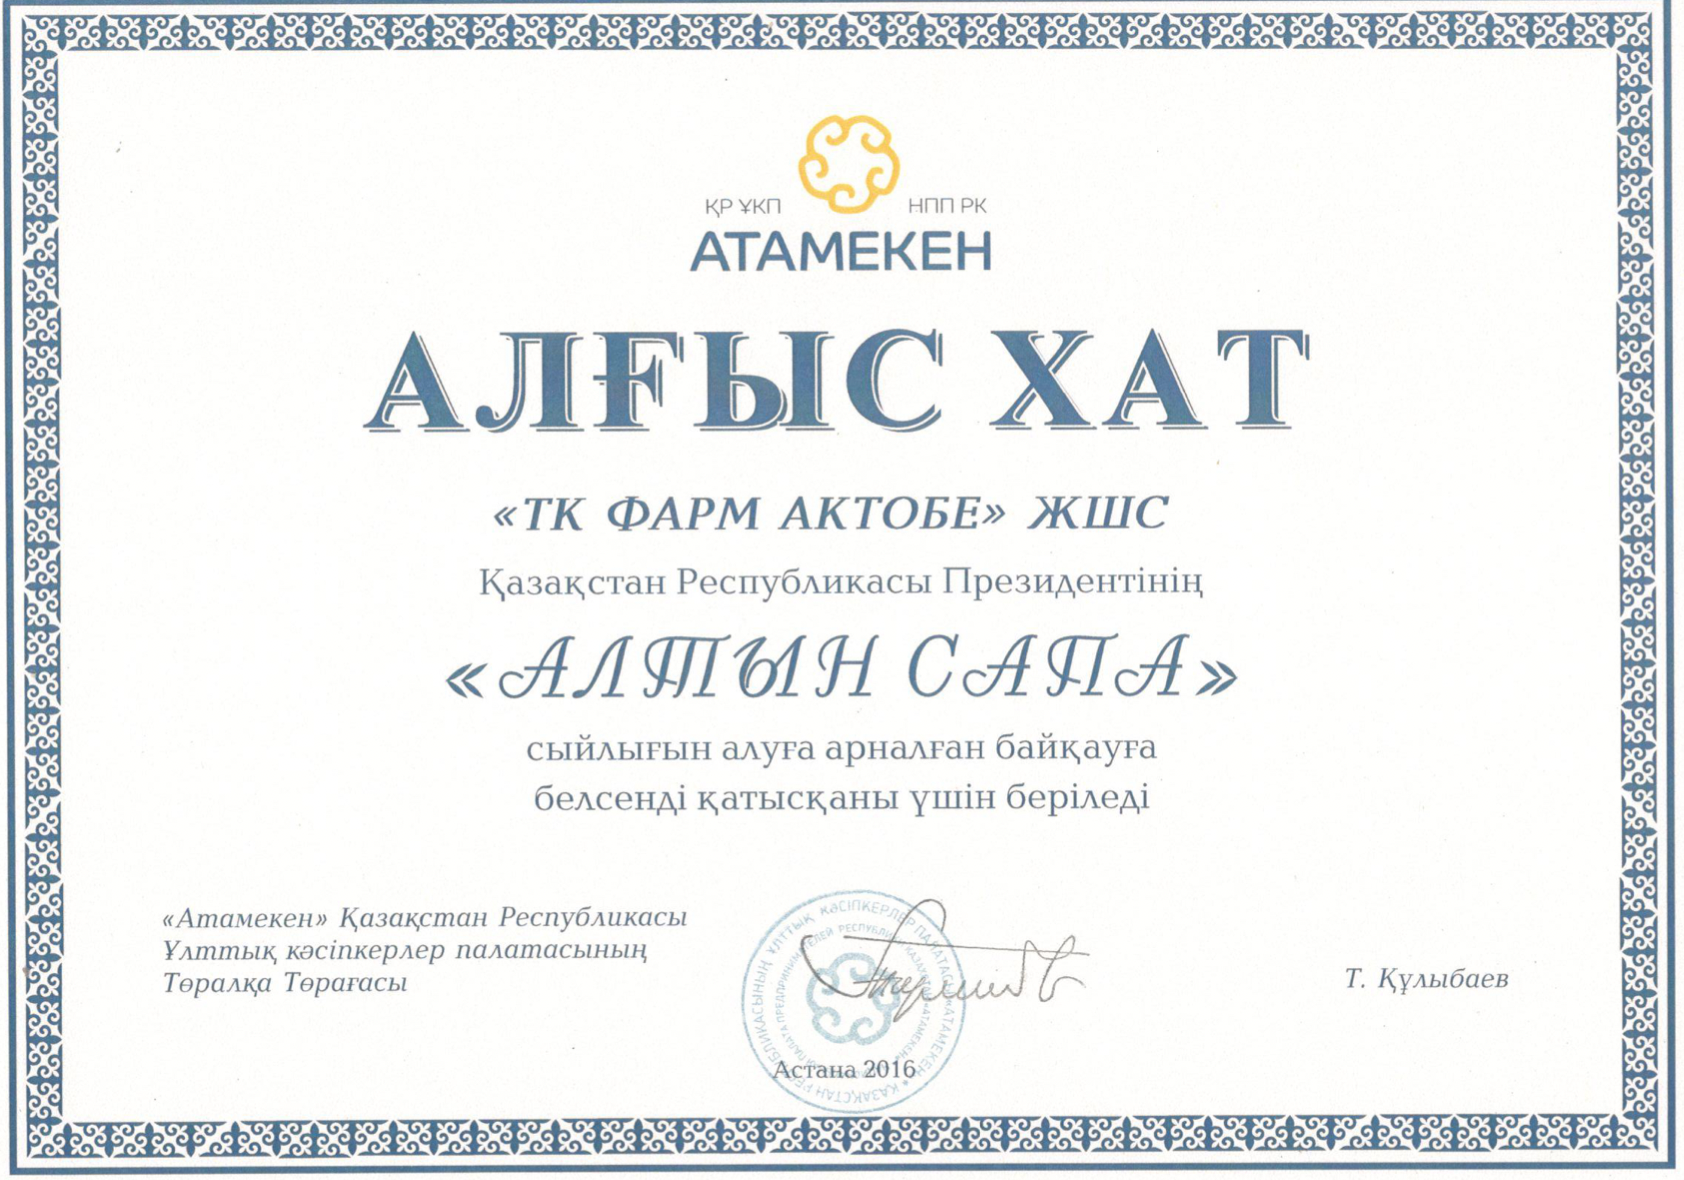 ҚР ҰКП НПП РК
АТАМЕКЕН
АЛҒЫС ХАТ
«ТК ФАРМ АКТОБЕ» ЖШС
Қазақстан Республикасы Президентінің
«АЛТЫН САПА»
сыйлығын алуға арналған байқауға
белсенді қатысқаны үшін беріледі
«Атамекен» Қазақстан Республикасы
Ұлттық кәсіпкерлер палатасының
Төралқа Төрағасы
Т. Құлыбаев
ҚАЗАҚСТАН РЕСПУБЛИКАСЫНЫҢ ҰЛТТЫҚ КӘСІПКЕРЛЕР ПАЛАТАСЫ «АТАМЕКЕН»
ПАЛАТА ПРЕДПРИНИМАТЕЛЕЙ РЕСПУБЛИКИ КАЗАХСТАН «АТАМЕКЕН»
Астана 2016